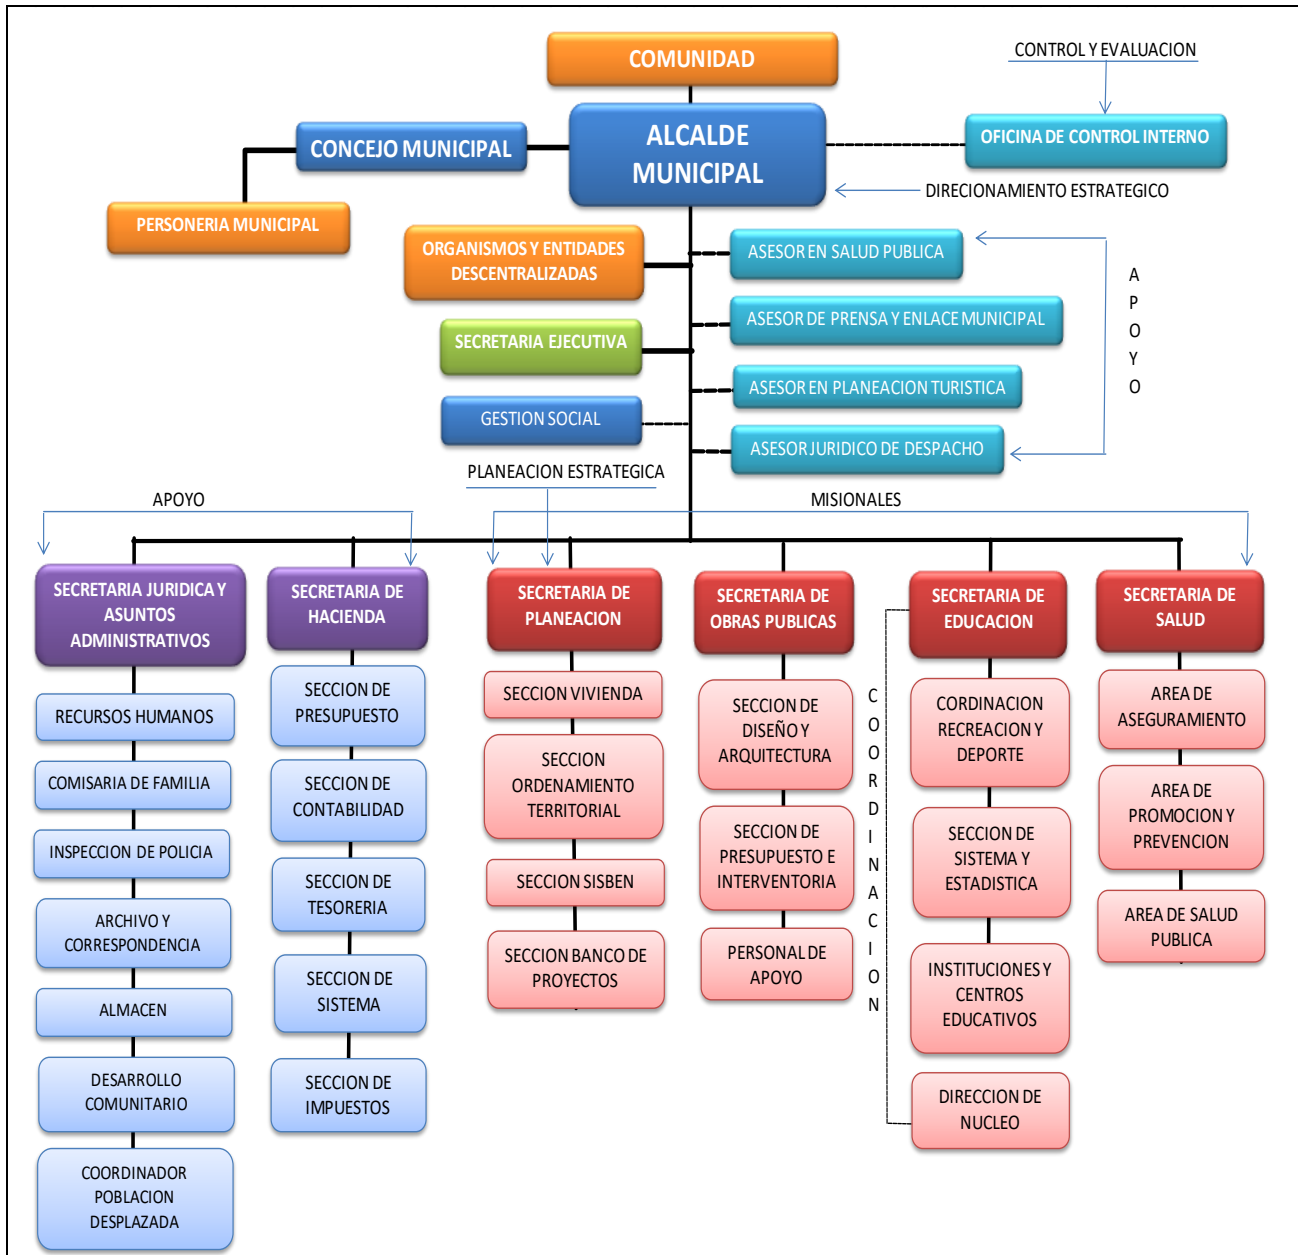 COMUNIDAD
CONTROL Y EVALUACION
CONCEJO MUNICIPAL
ALCALDE
MUNICIPAL
OFICINA DE CONTROL INTERNO
DIRECIONAMIENTO ESTRATEGICO
PERSONERIA MUNICIPAL
ORGANISMOS Y ENTIDADES
DESCENTRALIZADAS
ASESOR EN SALUD PUBLICA
SECRETARIA EJECUTIVA
ASESOR DE PRENSA Y ENLACE MUNICIPAL
GESTION SOCIAL
ASESOR EN PLANEACION TURISTICA
ASESOR JURIDICO DE DESPACHO
A
P
O
Y
O
PLANEACION ESTRATEGICA
APOYO
MISIONALES
SECRETARIA JURIDICA Y
ASUNTOS
ADMINISTRATIVOS
RECURSOS HUMANOS
COMISARIA DE FAMILIA
INSPECCION DE POLICIA
ARCHIVO Y
CORRESPONDENCIA
ALMACEN
DESARROLLO
COMUNITARIO
COORDINADOR
POBLACION
DESPLAZADA
SECRETARIA DE
HACIENDA
SECCION DE
PRESUPUESTO
SECCION DE
CONTABILIDAD
SECCION DE
TESORERIA
SECCION DE
SISTEMA
SECCION DE
IMPUESTOS
SECRETARIA DE
PLANEACION
SECCION VIVIENDA
SECCION
ORDENAMIENTO
TERRITORIAL
SECCION SISBEN
SECCION BANCO DE
PROYECTOS
SECRETARIA DE
OBRAS PUBLICAS
SECCION DE
DISEÑO Y
ARQUITECTURA
SECCION DE
PRESUPUESTO E
INTERVENTORIA
PERSONAL DE
APOYO
C
O
O
R
D
I
N
A
C
I
O
N
SECRETARIA DE
EDUCACION
CORDINACION
RECREACION Y
DEPORTE
SECCION DE
SISTEMA Y
ESTADISTICA
INSTITUCIONES Y
CENTROS
EDUCATIVOS
DIRECCION DE
NUCLEO
SECRETARIA DE
SALUD
AREA DE
ASEGURAMIENTO
AREA DE
PROMOCION Y
PREVENCION
AREA DE SALUD
PUBLICA